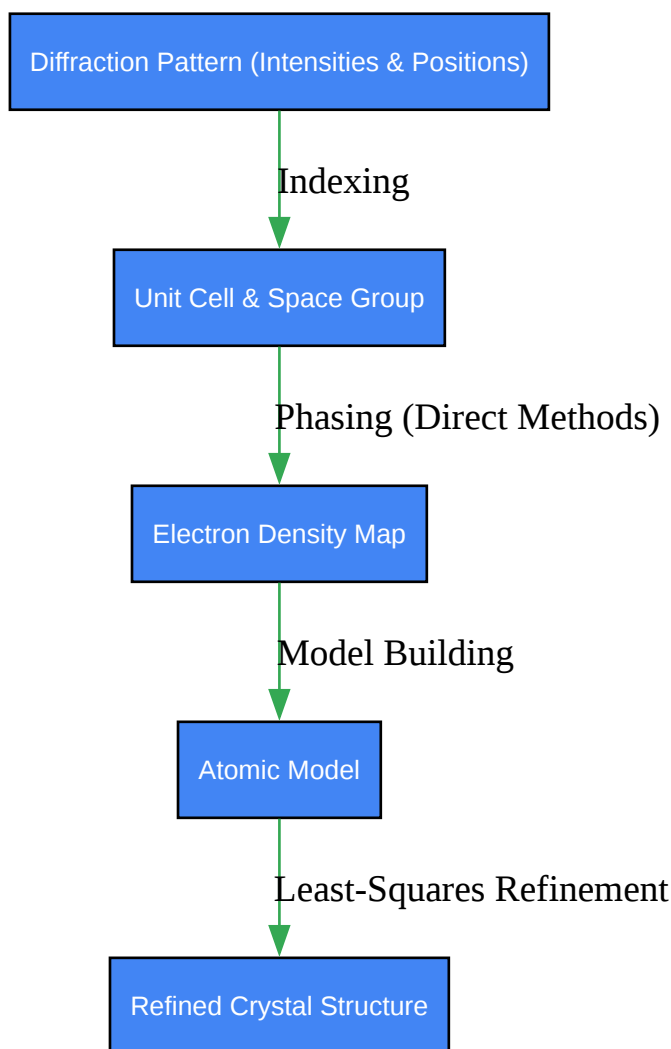 Diffraction Pattern (Intensities & Positions)
Indexing
Unit Cell & Space Group
Phasing (Direct Methods)
Electron Density Map
Model Building
Atomic Model
Least-Squares Refinement
Refined Crystal Structure